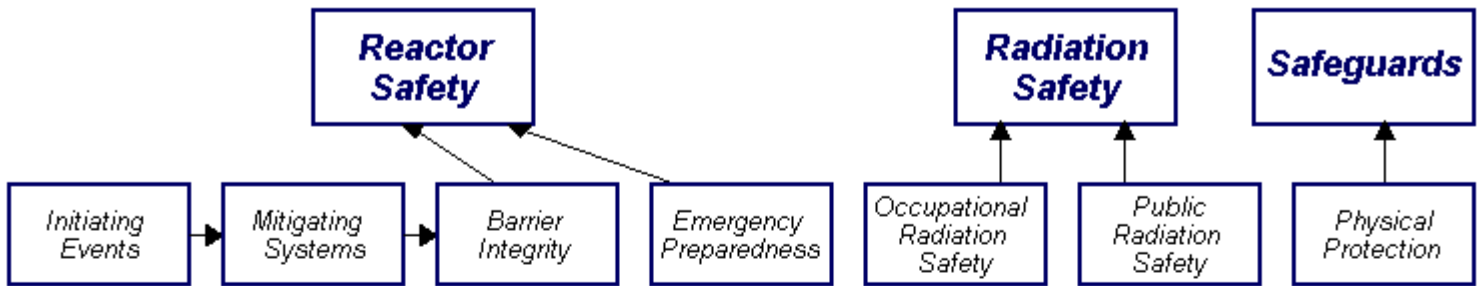 Reactor
Safety
Radiation
Safety
Safeguards
Initiating
Events
Mitigating
Systems
Barrier
Integrity
Emergency
Preparedness
Occupational
Radiation
Safety
Public
Radiation
Safety
Physical
Protection